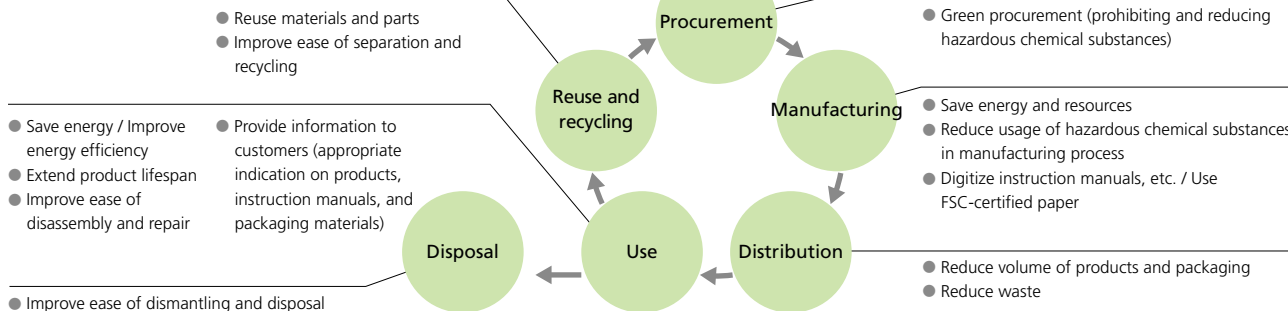 ● Reuse materials and parts
● Improve ease of separation and
recycling
Procurement
● Green procurement (prohibiting and reducing
hazardous chemical substances)
Reuse and
recycling
Manufacturing
● Save energy and resources
● Reduce usage of hazardous chemical substances
in manufacturing process
● Digitize instruction manuals, etc. / Use
FSC-certified paper
● Save energy / Improve
energy efficiency
● Extend product lifespan
● Improve ease of
disassembly and repair
● Provide information to
customers (appropriate
indication on products,
instruction manuals, and
packaging materials)
Disposal
Use
Distribution
● Reduce volume of products and packaging
● Reduce waste
● Improve ease of dismantling and disposal